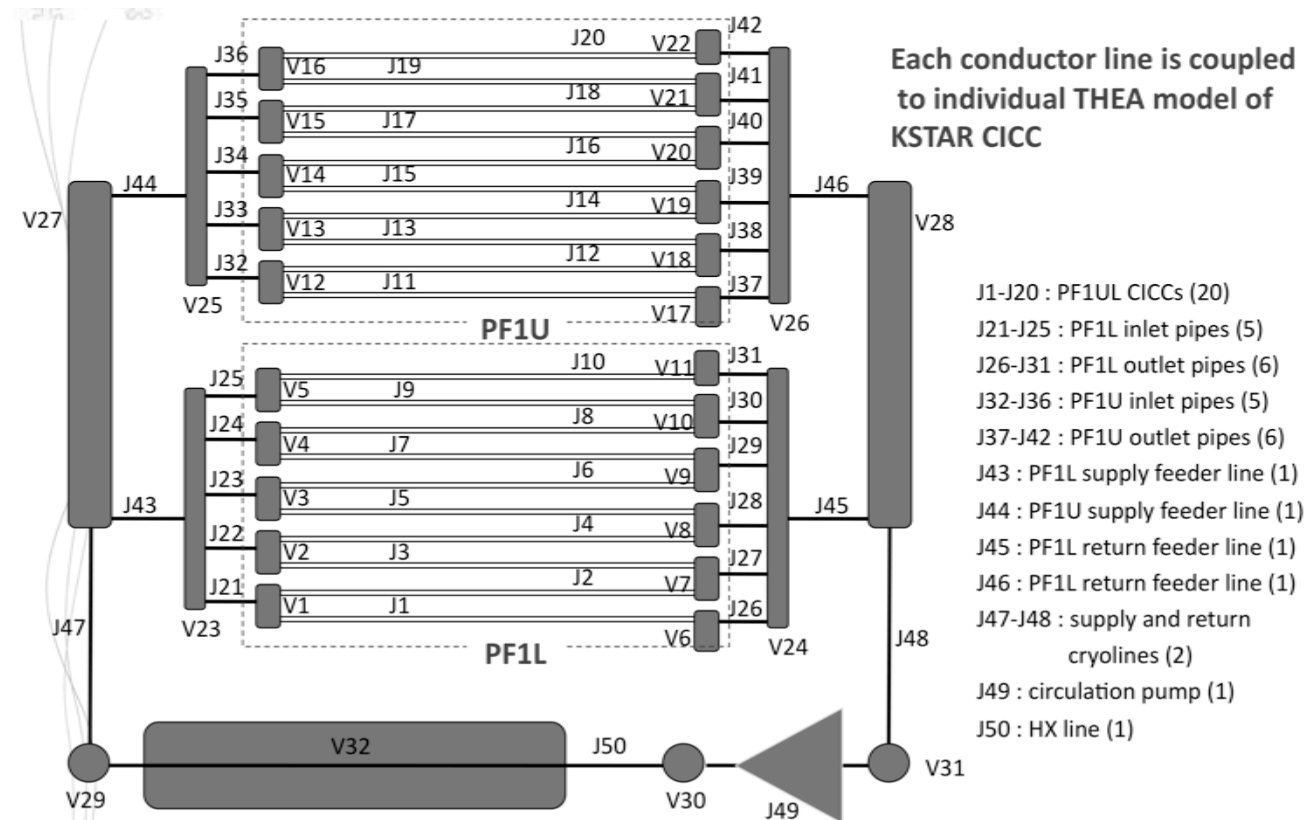 J42
J36
J20
V22
V16
J19
J41
J35
J18
V21
V15
J17
J40
J34
J16
V20
V14
J15
J39
J44
J33
J14
V19
J46
V27
V13
J13
J38
V28
J32
J12
V18
V12
J11
J37
V25
V17
V26
PF1U
J31
J25
J10
V11
V5
J9
J30
J24
J8
V10
V4
J7
J29
J23
J6
V9
V3
J5
J28
J43
J22
J4
V8
J45
V2
J3
J27
J21
J2
V7
V1
J1
J26
J47
V23
V6
V24
J48
PF1L
V32
J50
V29
V30
J49
V31
Each conductor line is coupled
to individual THEA model of
KSTAR CICC
J1-J20 : PF1UL CICCs (20)
J21-J25 : PF1L inlet pipes (5)
J26-J31 : PF1L outlet pipes (6)
J32-J36 : PF1U inlet pipes (5)
J37-J42 : PF1U outlet pipes (6)
J43 : PF1L supply feeder line (1)
J44 : PF1U supply feeder line (1)
J45 : PF1L return feeder line (1)
J46 : PF1L return feeder line (1)
J47-J48 : supply and return
cryolines (2)
J49 : circulation pump (1)
J50 : HX line (1)